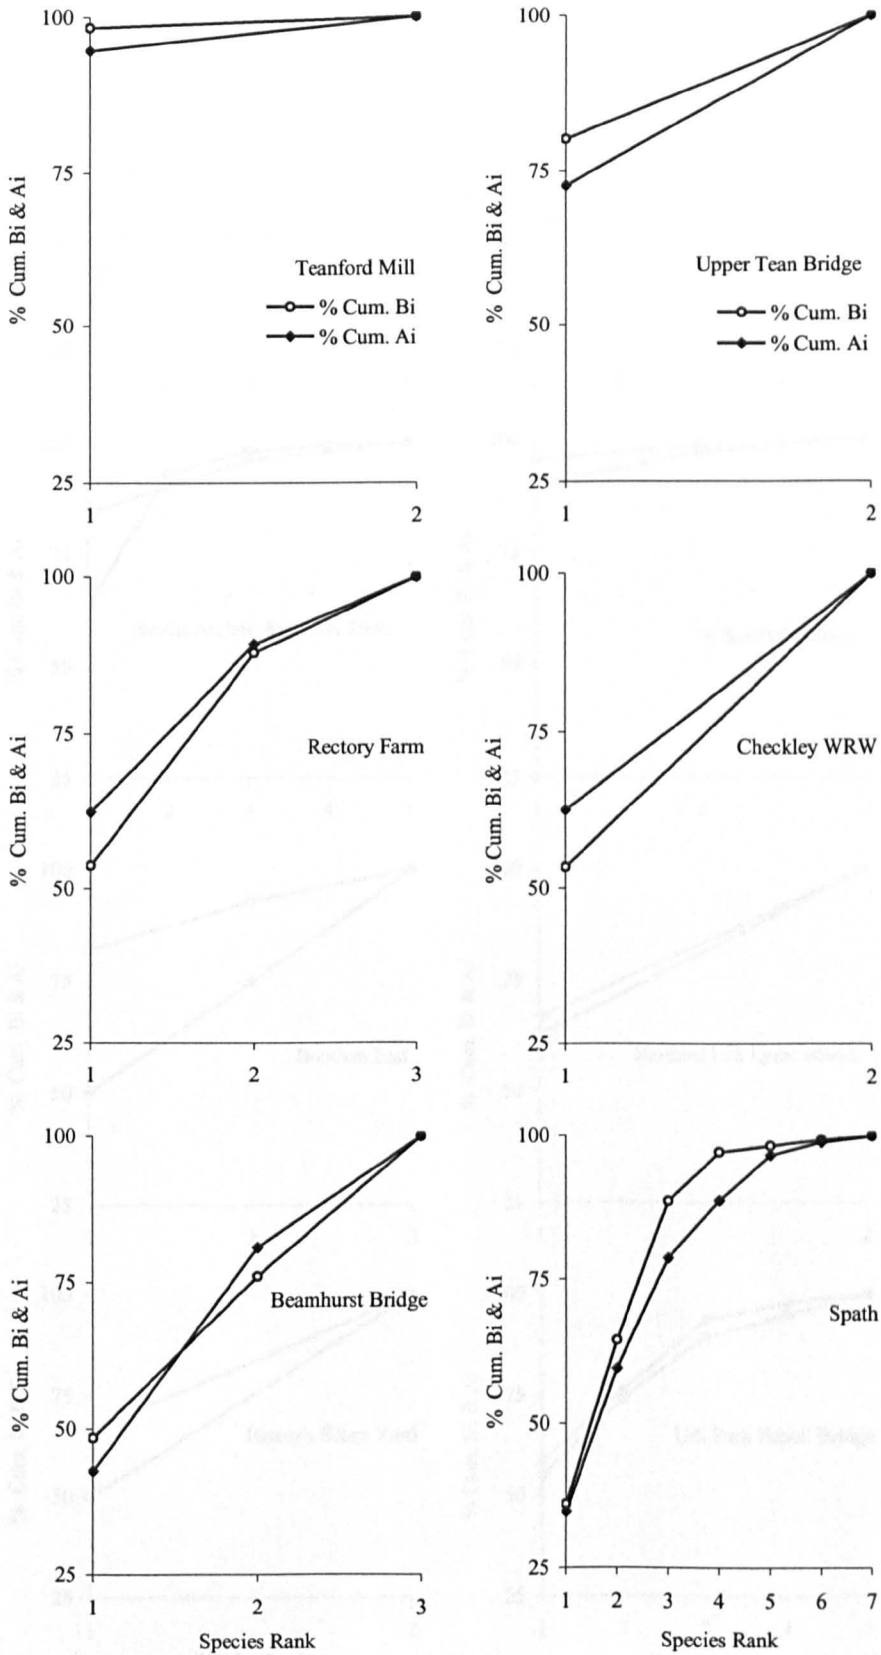 100
75
50
25
1
2
% Cum. Bi & Ai
Teanford Mill
% Cum. Bi
% Cum. Ai
100
75
50
25
1
2
% Cum. Bi & Ai
Upper Tean Bridge
% Cum. Bi
% Cum. Ai
100
75
50
25
1
2
3
% Cum. Bi & Ai
Rectory Farm
100
75
50
25
1
2
% Cum. Bi & Ai
Checkley WRW
100
75
50
25
1
2
3
% Cum. Bi & Ai
Beamhurst Bridge
Species Rank
100
75
50
25
1
2
3
4
5
6
7
% Cum. Bi & Ai
Spath
Species Rank